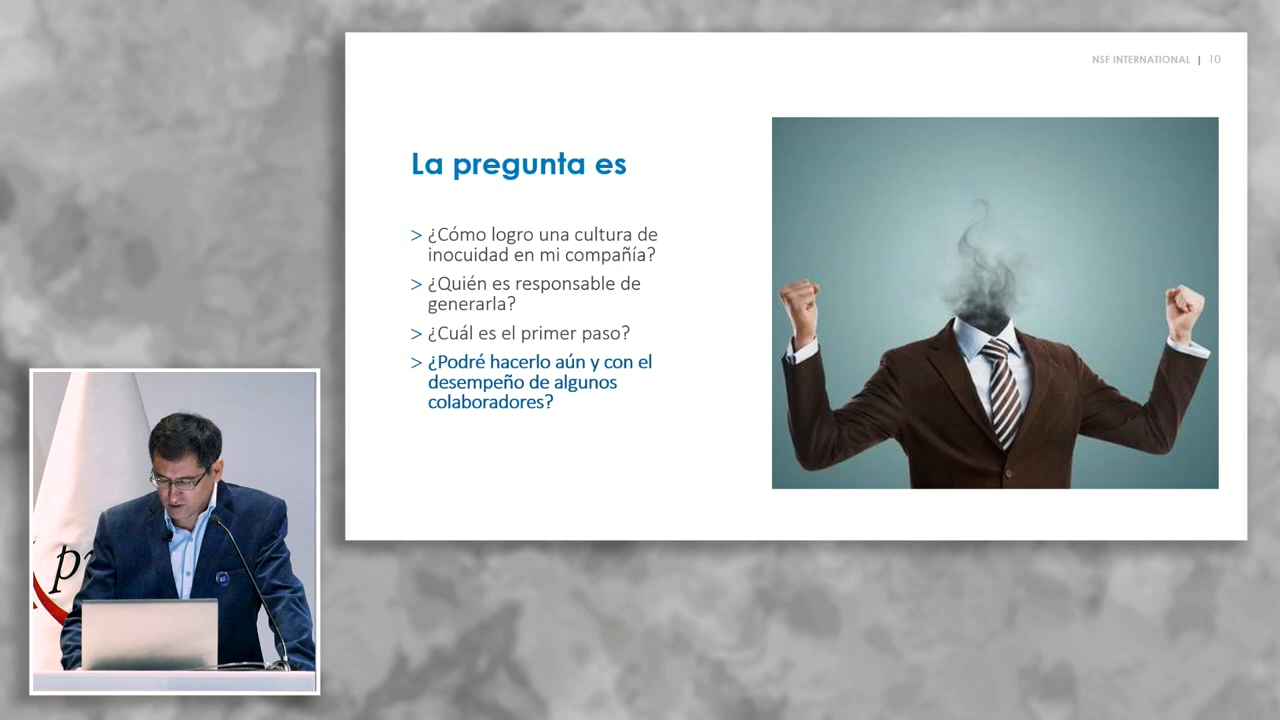 NSF INTERNATIONAL | 10
La pregunta es
> ¿Cómo logro una cultura de
inocuidad en mi compañía?
> ¿Quién es responsable de
generarla?
> ¿Cuál es el primer paso?
> ¿Podré hacerlo aún y con el
desempeño de algunos
colaboradores?